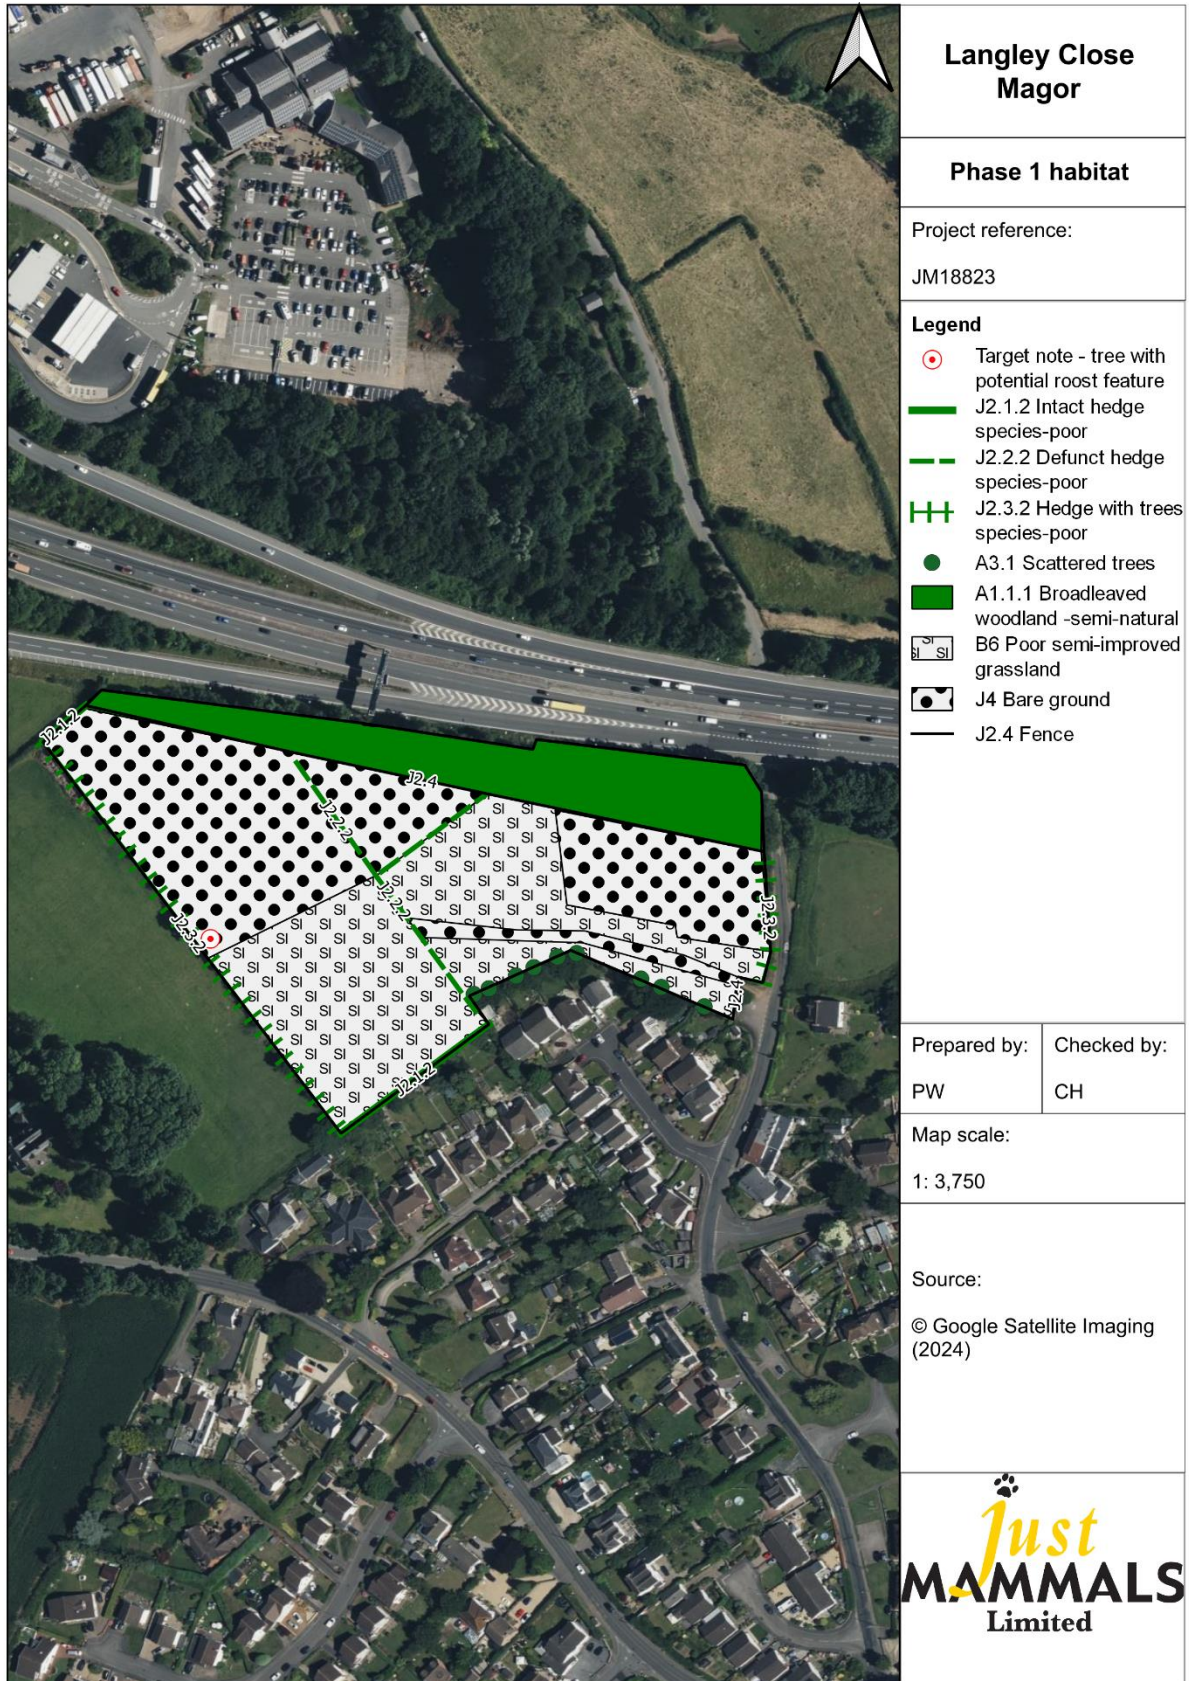 Langley Close
Magor
Phase 1 habitat
Project reference:
JM18823
Legend
Target note - tree with
potential roost feature
J2.1.2 Intact hedge
species-poor
J2.2.2 Defunct hedge
species-poor
J2.3.2 Hedge with trees
species-poor
A3.1 Scattered trees
A1.1.1 Broadleaved
woodland -semi-natural
SI
SI SI
B6 Poor semi-improved
grassland
J4 Bare ground
J2.4 Fence
J2.1.2
J2.4
J2.2.2
J2.2.2
J2.3.2
J2.3.2
J2.4
J2.1.2
Prepared by:
PW
Checked by:
CH
Map scale:
1: 3,750
Source:
© Google Satellite Imaging
(2024)
Just
MAMMALS
Limited